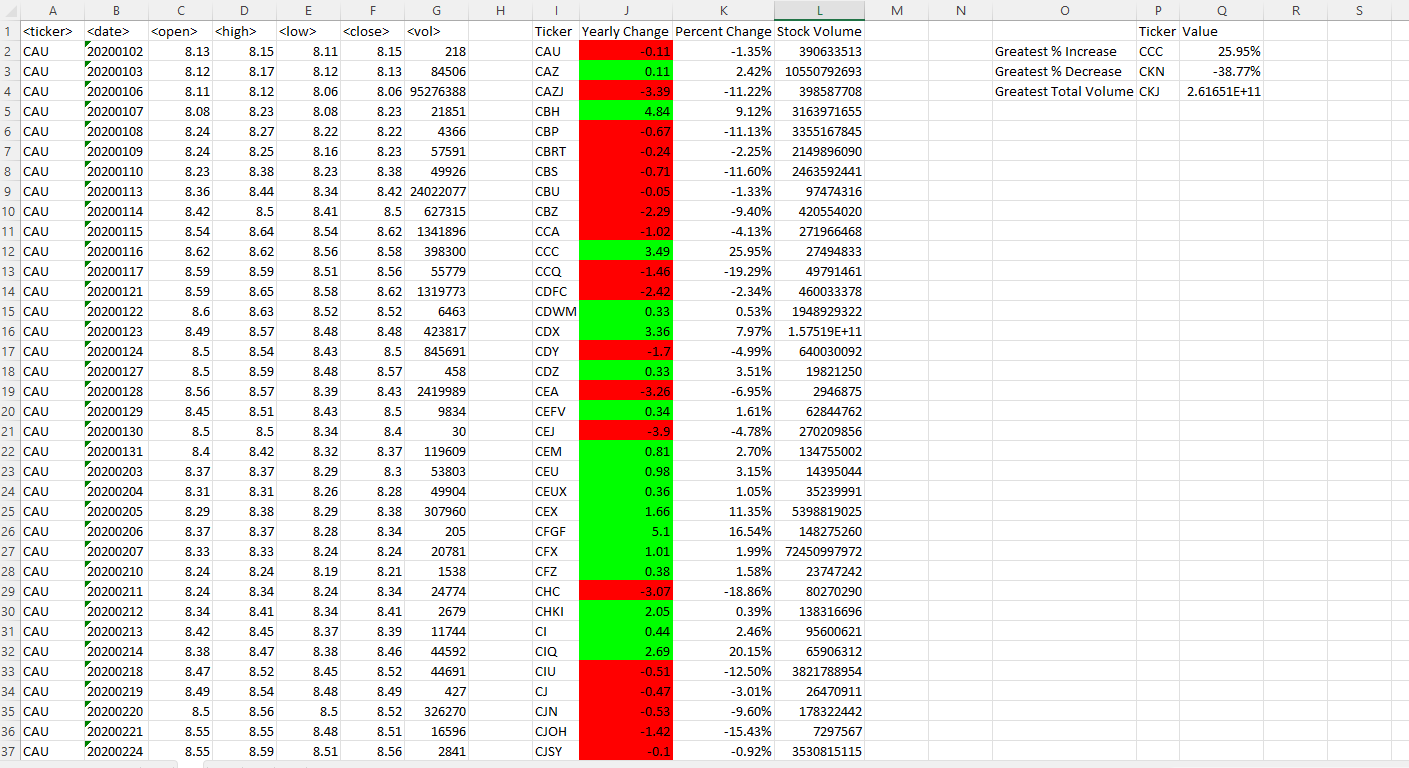 A B C D E F G H I J K L M N O P Q R S
1 <ticker> <date> <open> <high> <low> <close> <vol> Ticker Yearly Change Percent Change Stock Volume Ticker Value
2 CAU 20200102 8.13 8.15 8.11 8.15 218 CAU -0.11 -1.35% 390633513 Greatest % Increase CCC 25.95%
3 CAU 20200103 8.12 8.17 8.12 8.13 84506 CAZ 0.11 2.42% 10550792693 Greatest % Decrease CKN -38.77%
4 CAU 20200106 8.11 8.12 8.06 8.06 95276388 CAZJ -3.39 -11.22% 398587708 Greatest Total Volume CKJ 2.61651E+11
5 CAU 20200107 8.08 8.23 8.08 8.23 21851 CBH 4.84 9.12% 3163971655
6 CAU 20200108 8.24 8.27 8.22 8.22 4366 CBP -0.67 -11.13% 3355167845
7 CAU 20200109 8.24 8.25 8.16 8.23 57591 CBRT -0.24 -2.25% 2149896090
8 CAU 20200110 8.23 8.38 8.23 8.38 49926 CBS -0.71 -11.60% 2463592441
9 CAU 20200113 8.36 8.44 8.34 8.42 24022077 CBU -0.05 -1.33% 97474316
10 CAU 20200114 8.42 8.5 8.41 8.5 627315 CBZ -2.29 -9.40% 420554020
11 CAU 20200115 8.54 8.64 8.54 8.62 1341896 CCA -1.02 -4.13% 271966468
12 CAU 20200116 8.62 8.62 8.56 8.58 398300 CCC 3.49 25.95% 27494833
13 CAU 20200117 8.59 8.59 8.51 8.56 55779 CCQ -1.46 -19.29% 49791461
14 CAU 20200121 8.59 8.65 8.58 8.62 1319773 CDFC -2.42 -2.34% 460033378
15 CAU 20200122 8.6 8.63 8.52 8.52 6463 CDWM 0.33 0.53% 1948929322
16 CAU 20200123 8.49 8.57 8.48 8.48 423817 CDX 3.36 7.97% 1.57519E+11
17 CAU 20200124 8.5 8.54 8.43 8.5 845691 CDY -1.7 -4.99% 640030092
18 CAU 20200127 8.5 8.59 8.48 8.57 458 CDZ 0.33 3.51% 19821250
19 CAU 20200128 8.56 8.57 8.39 8.43 2419989 CEA -3.26 -6.95% 2946875
20 CAU 20200129 8.45 8.51 8.43 8.5 9834 CEFV 0.34 1.61% 62844762
21 CAU 20200130 8.5 8.5 8.34 8.4 30 CEJ -3.9 -4.78% 270209856
22 CAU 20200131 8.4 8.42 8.32 8.37 119609 CEM 0.81 2.70% 134755002
23 CAU 20200203 8.37 8.37 8.29 8.3 53803 CEU 0.98 3.15% 14395044
24 CAU 20200204 8.31 8.31 8.26 8.28 49904 CEUX 0.36 1.05% 35239991
25 CAU 20200205 8.29 8.38 8.29 8.38 307960 CEX 1.66 11.35% 5398819025
26 CAU 20200206 8.37 8.37 8.28 8.34 205 CFGF 5.1 16.54% 148275260
27 CAU 20200207 8.33 8.33 8.24 8.24 20781 CFX 1.01 1.99% 72450997972
28 CAU 20200210 8.24 8.24 8.19 8.21 1538 CFZ 0.38 1.58% 23747242
29 CAU 20200211 8.24 8.34 8.24 8.34 24774 CHC -3.07 -18.86% 80270290
30 CAU 20200212 8.34 8.41 8.34 8.41 2679 CHKI 2.05 0.39% 138316696
31 CAU 20200213 8.42 8.45 8.37 8.39 11744 CI 0.44 2.46% 95600621
32 CAU 20200214 8.38 8.47 8.38 8.46 44592 CIQ 2.69 20.15% 65906312
33 CAU 20200218 8.47 8.52 8.45 8.52 44691 CIU -0.51 -12.50% 3821788954
34 CAU 20200219 8.49 8.54 8.48 8.49 427 CJ -0.47 -3.01% 26470911
35 CAU 20200220 8.5 8.56 8.5 8.52 326270 CJN -0.53 -9.60% 178322442
36 CAU 20200221 8.55 8.55 8.48 8.51 16596 CJOH -1.42 -15.43% 7297567
37 CAU 20200224 8.55 8.59 8.51 8.56 2841 CJSY -0.1 -0.92% 3530815115